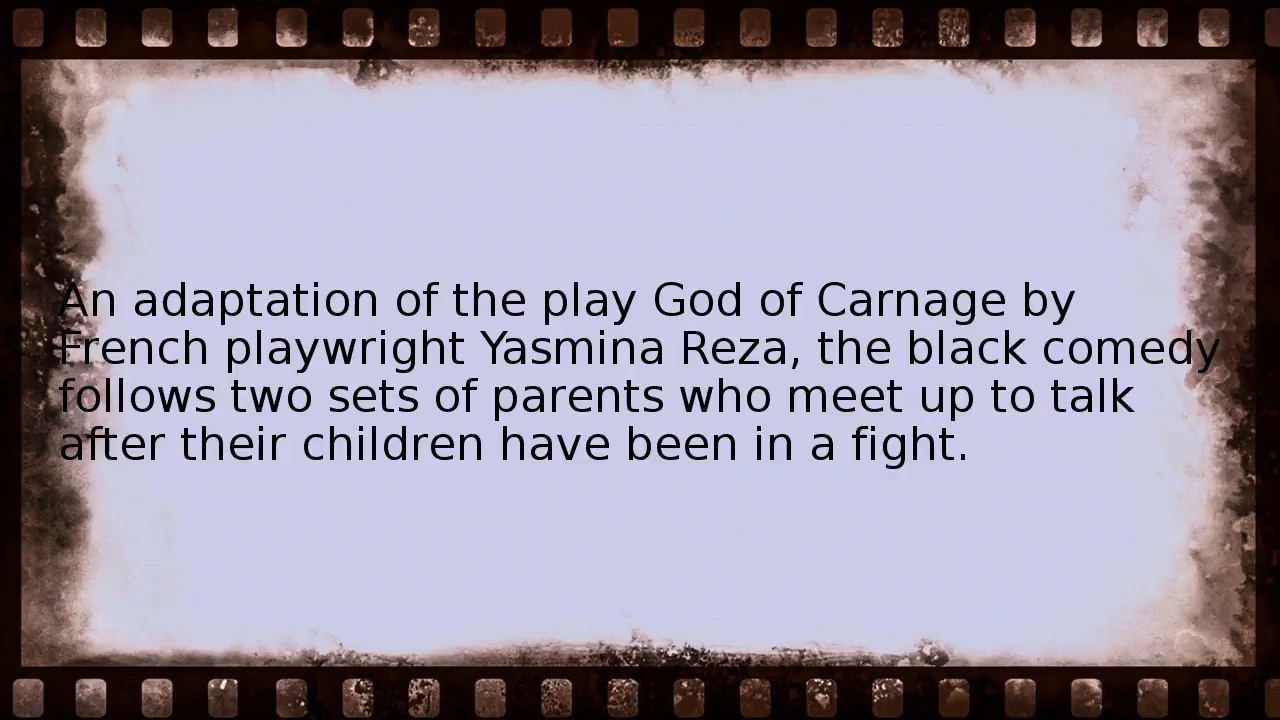 An adaptation of the play God of Carnage by
French playwright Yasmina Reza, the black comedy
follows two sets of parents who meet up to talk
after their children have been in a fight.